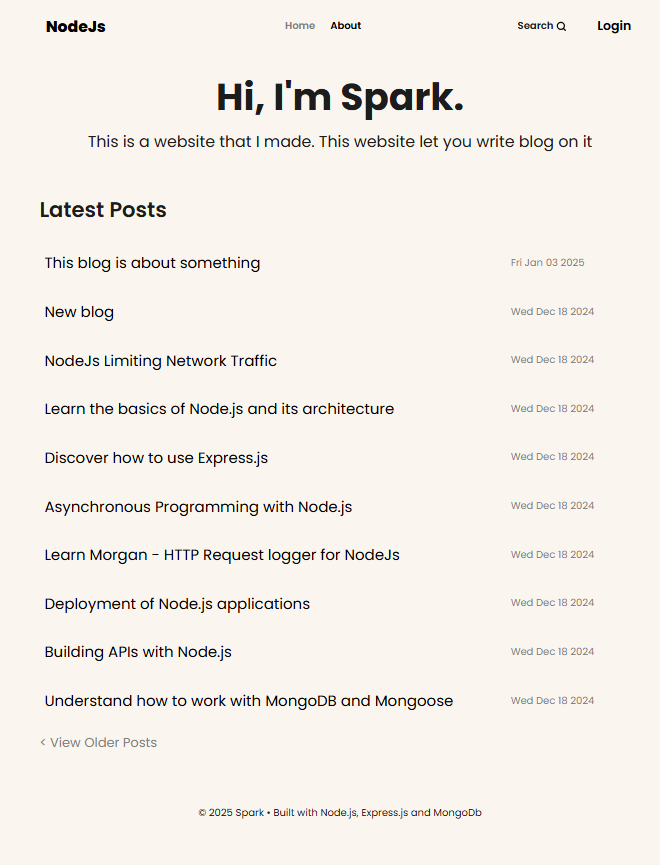 NodeJs Home About Search Login
Hi, I'm Spark.
This is a website that I made. This website let you write blog on it
Latest Posts
This blog is about something Fri Jan 03 2025
New blog Wed Dec 18 2024
NodeJs Limiting Network Traffic Wed Dec 18 2024
Learn the basics of Node.js and its architecture Wed Dec 18 2024
Discover how to use Express.js Wed Dec 18 2024
Asynchronous Programming with Node.js Wed Dec 18 2024
Learn Morgan - HTTP Request logger for NodeJs Wed Dec 18 2024
Deployment of Node.js applications Wed Dec 18 2024
Building APIs with Node.js Wed Dec 18 2024
Understand how to work with MongoDB and Mongoose Wed Dec 18 2024
< View Older Posts
© 2025 Spark • Built with Node.js, Express.js and MongoDb